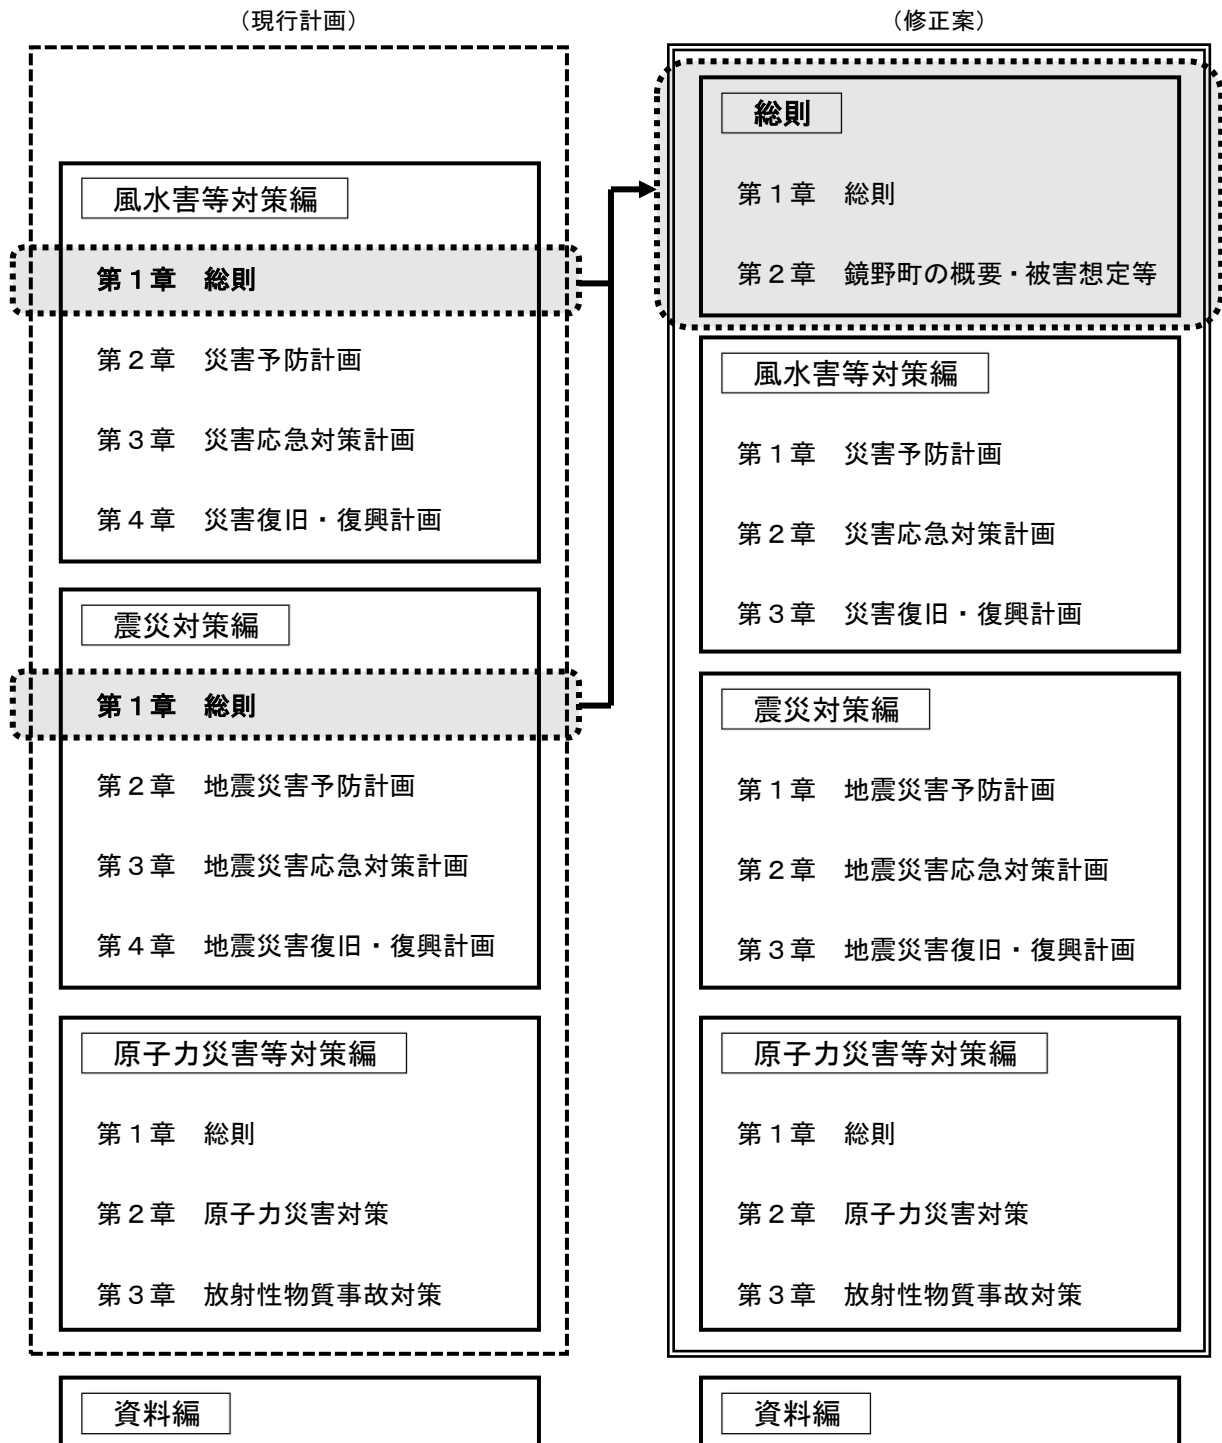 （現行計画）
風水害等対策編
第１章　総則
第２章　災害予防計画
第３章　災害応急対策計画
第４章　災害復旧・復興計画
震災対策編
第１章　総則
第２章　地震災害予防計画
第３章　地震災害応急対策計画
第４章　地震災害復旧・復興計画
原子力災害等対策編
第１章　総則
第２章　原子力災害対策
第３章　放射性物質事故対策
資料編
（修正案）
総則
第１章　総則
第２章　鏡野町の概要・被害想定等
風水害等対策編
第１章　災害予防計画
第２章　災害応急対策計画
第３章　災害復旧・復興計画
震災対策編
第１章　地震災害予防計画
第２章　地震災害応急対策計画
第３章　地震災害復旧・復興計画
原子力災害等対策編
第１章　総則
第２章　原子力災害対策
第３章　放射性物質事故対策
資料編